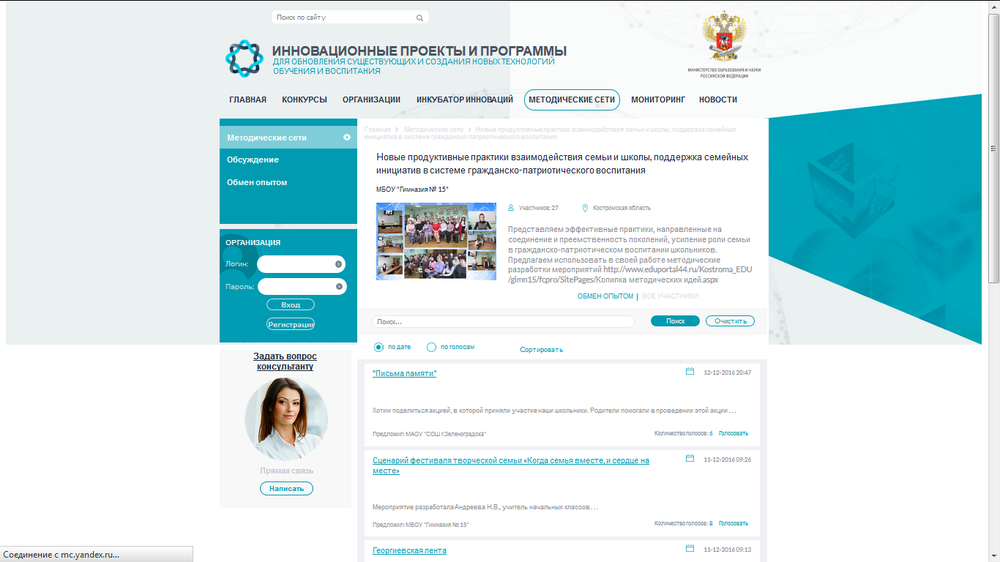 Поиск по сайту
ИННОВАЦИОННЫЕ ПРОЕКТЫ И ПРОГРАММЫ
ДЛЯ ОБНОВЛЕНИЯ СУЩЕСТВУЮЩИХ И СОЗДАНИЯ НОВЫХ ТЕХНОЛОГИЙ
ОБУЧЕНИЯ И ВОСПИТАНИЯ
МИНИСТЕРСТВО ОБРАЗОВАНИЯ И НАУКИ
РОССИЙСКОЙ ФЕДЕРАЦИИ
ГЛАВНАЯ КОНКУРСЫ ОРГАНИЗАЦИИ ИНКУБАТОР ИННОВАЦИЙ МЕТОДИЧЕСКИЕ СЕТИ МОНИТОРИНГ НОВОСТИ
Методические сети
Обсуждение
Обмен опытом
ОРГАНИЗАЦИЯ
Логин:
Пароль:
Вход
Регистрация
Задать вопрос
консультанту
Прямая связь
Написать
Главная > Методические сети > Новые продуктивные практики взаимодействия семьи и школы, поддержка семейных
инициатив в системе гражданско-патриотического воспитания
Новые продуктивные практики взаимодействия семьи и школы, поддержка семейных
инициатив в системе гражданско-патриотического воспитания
МБОУ "Гимназия № 15"
Участников: 27 Костромская область
Представляем эффективные практики, направленные на
соединение и преемственность поколений, усиление роли семьи
в гражданско-патриотическом воспитании школьников.
Предлагаем использовать в своей работе методические
разработки мероприятий http://www.eduportal44.ru/Kostroma_EDU
/gimn15/fcpro/SitePages/Копилка методических идей.aspx
ОБМЕН ОПЫТОМ | ВСЕ УЧАСТНИКИ
Поиск... Поиск Очистить
по дате по голосам Сортировать
"Письма памяти" 12-12-2016 20:47
Хотим поделиться акцией, в которой приняли участие наши школьники. Родители помогали в проведении этой акции . . .
Предложил: МАОУ "СОШ г.Зеленоградска" Количество голосов: 6 Голосовать
Сценарий фестиваля творческой семьи «Когда семья вместе, и сердце на 11-12-2016 09:26
месте»
Мероприятие разработала Андреева Н.В., учитель начальных классов . . .
Предложил: МБОУ "Гимназия № 15" Количество голосов: 8 Голосовать
Георгиевская лента 11-12-2016 09:13
Соединение с mc.yandex.ru...